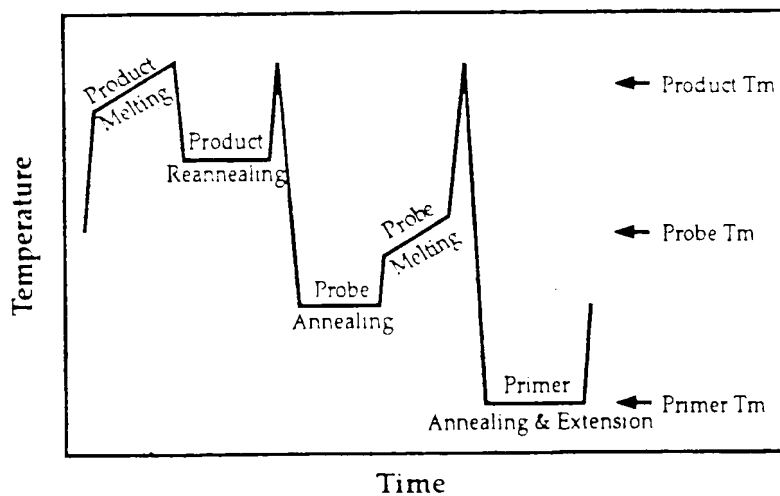 Product
Melting
Product
Reannealing
Probe
Annealing
Probe
Melting
Primer
Annealing & Extension
Product Tm
Probe Tm
Primer Tm
Temperature
Time